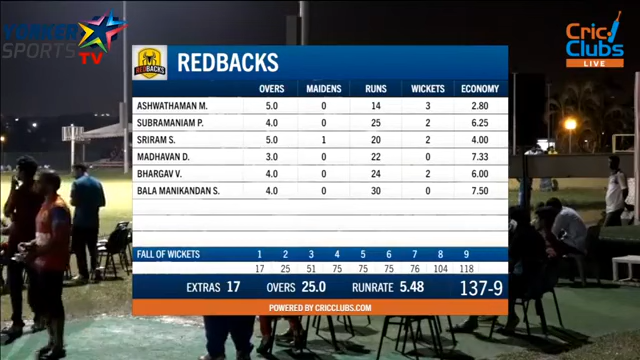 YORKER
SPORTS
TV
CricClubs
LIVE
REDBACKS
REDBACKS
OVERS MAIDENS RUNS WICKETS ECONOMY
ASHWATHAMAN M. 5.0 0 14 3 2.80
SUBRAMANIAM P. 4.0 0 25 2 6.25
SRIRAM S. 5.0 1 20 2 4.00
MADHAVAN D. 3.0 0 22 0 7.33
BHARGAV V. 4.0 0 24 2 6.00
BALA MANIKANDAN S. 4.0 0 30 0 7.50
FALL OF WICKETS 1 2 3 4 5 6 7 8 9
17 25 51 75 75 75 76 104 118
EXTRAS 17 OVERS 25.0 RUNRATE 5.48 137-9
POWERED BY CRICCLUBS.COM